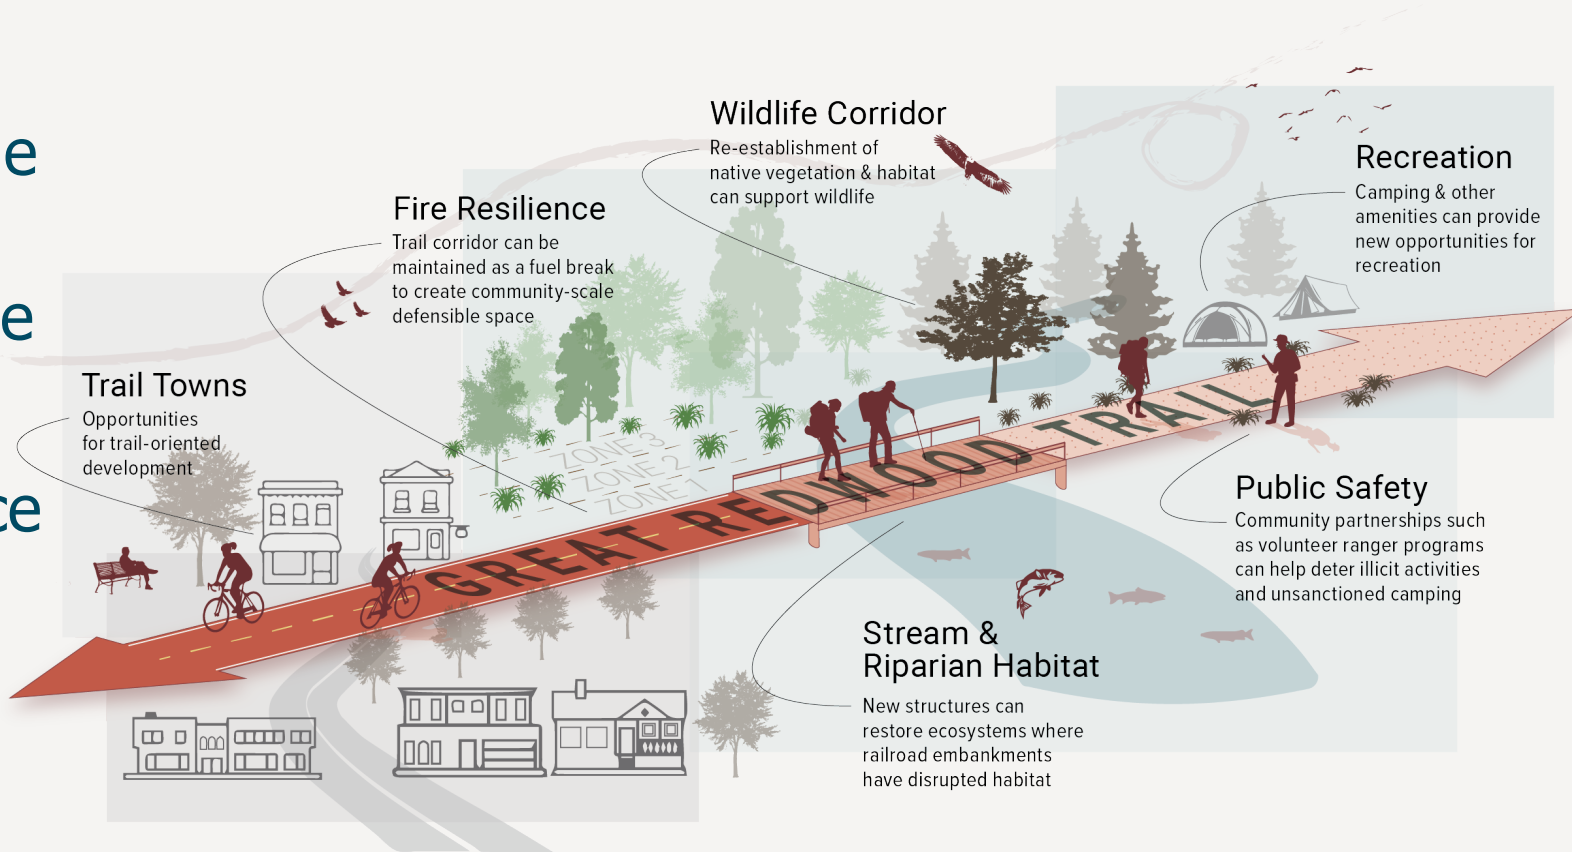 e
e
ce
Wildlife Corridor
Re-establishment of
native vegetation & habitat
can support wildlife
Recreation
Camping & other
amenities can provide
new opportunities for
recreation
Fire Resilience
Trail corridor can be
maintained as a fuel break
to create community-scale
defensible space
Trail Towns
Opportunities
for trail-oriented
development
ZONE 3
ZONE 2
ZONE 1
GREAT REDWOOD TRAIL
Public Safety
Community partnerships such
as volunteer ranger programs
can help deter illicit activities
and unsanctioned camping
Stream &
Riparian Habitat
New structures can
restore ecosystems where
railroad embankments
have disrupted habitat